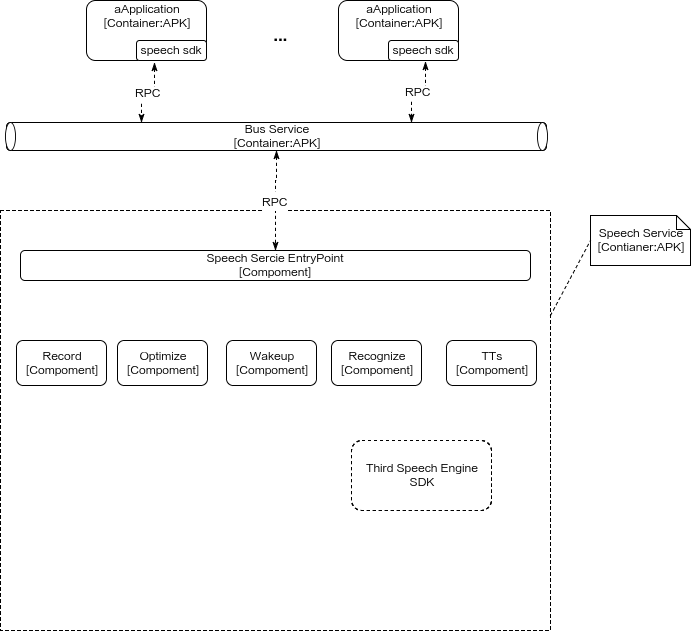 aApplication
[Container:APK]
speech sdk
...
aApplication
[Container:APK]
speech sdk
RPC
RPC
Bus Service
[Container:APK]
RPC
Speech Service
[Contianer:APK]
Speech Sercie EntryPoint
[Compoment]
Record
[Compoment]
Optimize
[Compoment]
Wakeup
[Compoment]
Recognize
[Compoment]
TTs
[Compoment]
Third Speech Engine
SDK